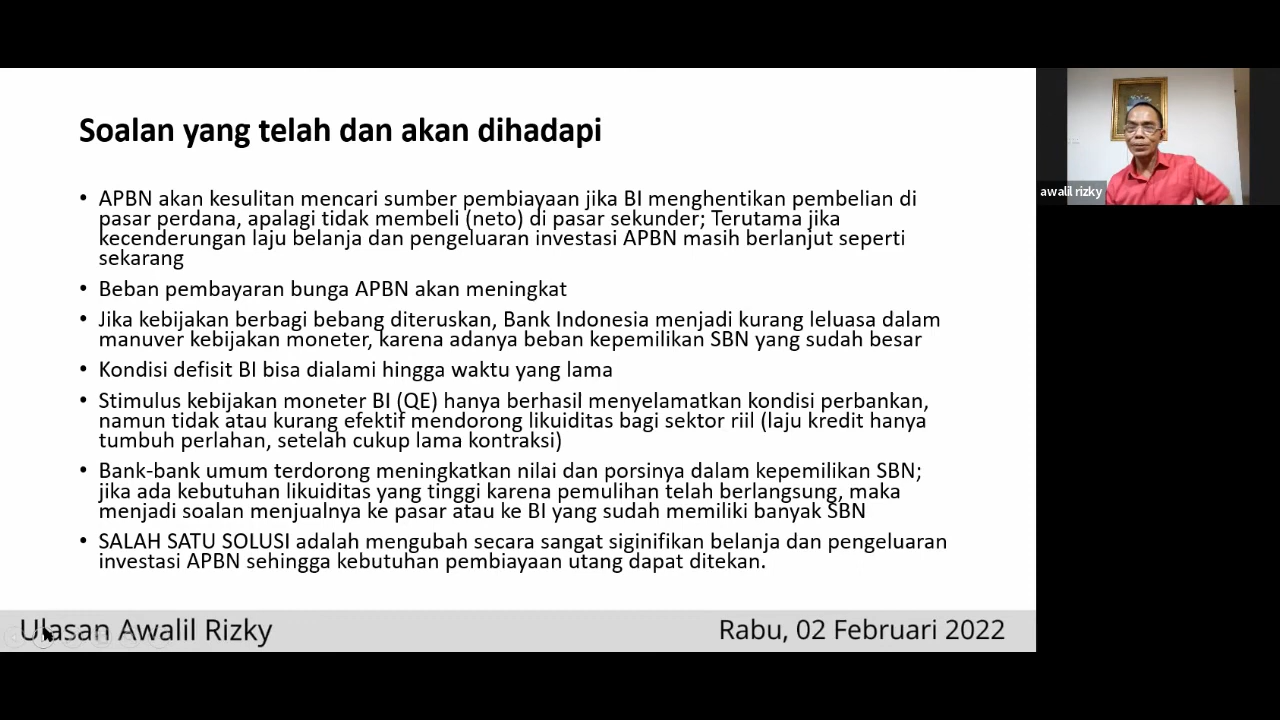 Soalan yang telah dan akan dihadapi
• APBN akan kesulitan mencari sumber pembiayaan jika BI menghentikan pembelian di
pasar perdana, apalagi tidak membeli (neto) di pasar sekunder; Terutama jika
kecenderungan laju belanja dan pengeluaran investasi APBN masih berlanjut seperti
sekarang
• Beban pembayaran bunga APBN akan meningkat
• Jika kebijakan berbagi bebang diteruskan, Bank Indonesia menjadi kurang leluasa dalam
manuver kebijakan moneter, karena adanya beban kepemilikan SBN yang sudah besar
• Kondisi defisit BI bisa dialami hingga waktu yang lama
• Stimulus kebijakan moneter BI (QE) hanya berhasil menyelamatkan kondisi perbankan,
namun tidak atau kurang efektif mendorong likuiditas bagi sektor riil (laju kredit hanya
tumbuh perlahan, setelah cukup lama kontraksi)
• Bank-bank umum terdorong meningkatkan nilai dan porsinya dalam kepemilikan SBN;
jika ada kebutuhan likuiditas yang tinggi karena pemulihan telah berlangsung, maka
menjadi soalan menjualnya ke pasar atau ke BI yang sudah memiliki banyak SBN
• SALAH SATU SOLUSI adalah mengubah secara sangat siginifikan belanja dan pengeluaran
investasi APBN sehingga kebutuhan pembiayaan utang dapat ditekan.
Ulasan Awalil Rizky
Rabu, 02 Februari 2022
awalil rizky